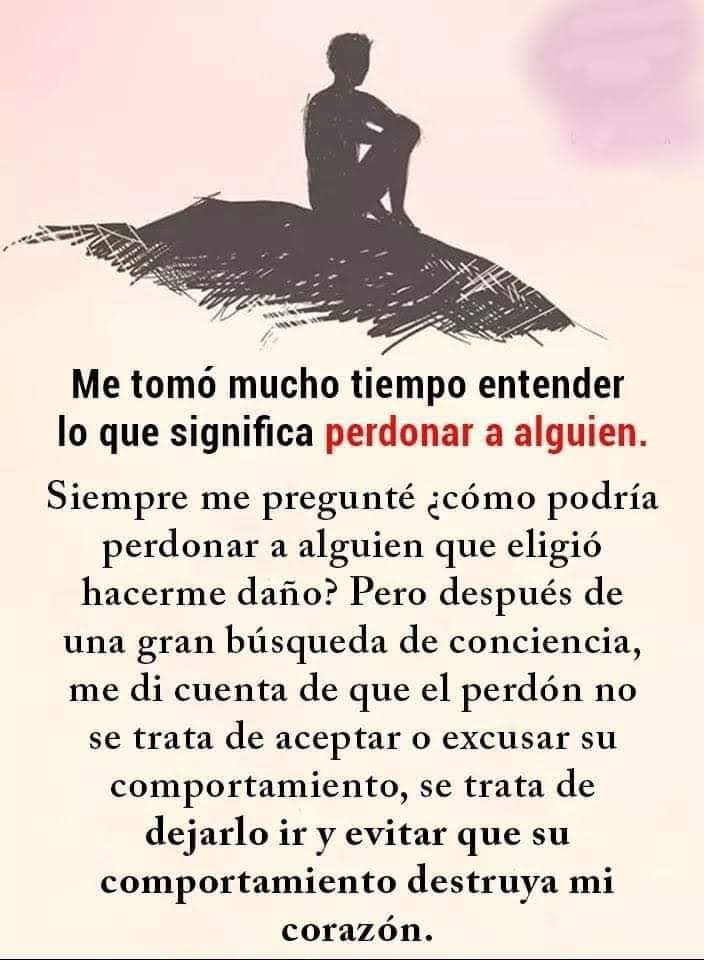 Me tomó mucho tiempo entender
lo que significa perdonar a alguien.
Siempre me pregunté ¿cómo podría
perdonar a alguien que eligió
hacerme daño? Pero después de
una gran búsqueda de conciencia,
me di cuenta de que el perdón no
se trata de aceptar o excusar su
comportamiento, se trata de
dejarlo ir y evitar que su
comportamiento destruya mi
corazón.